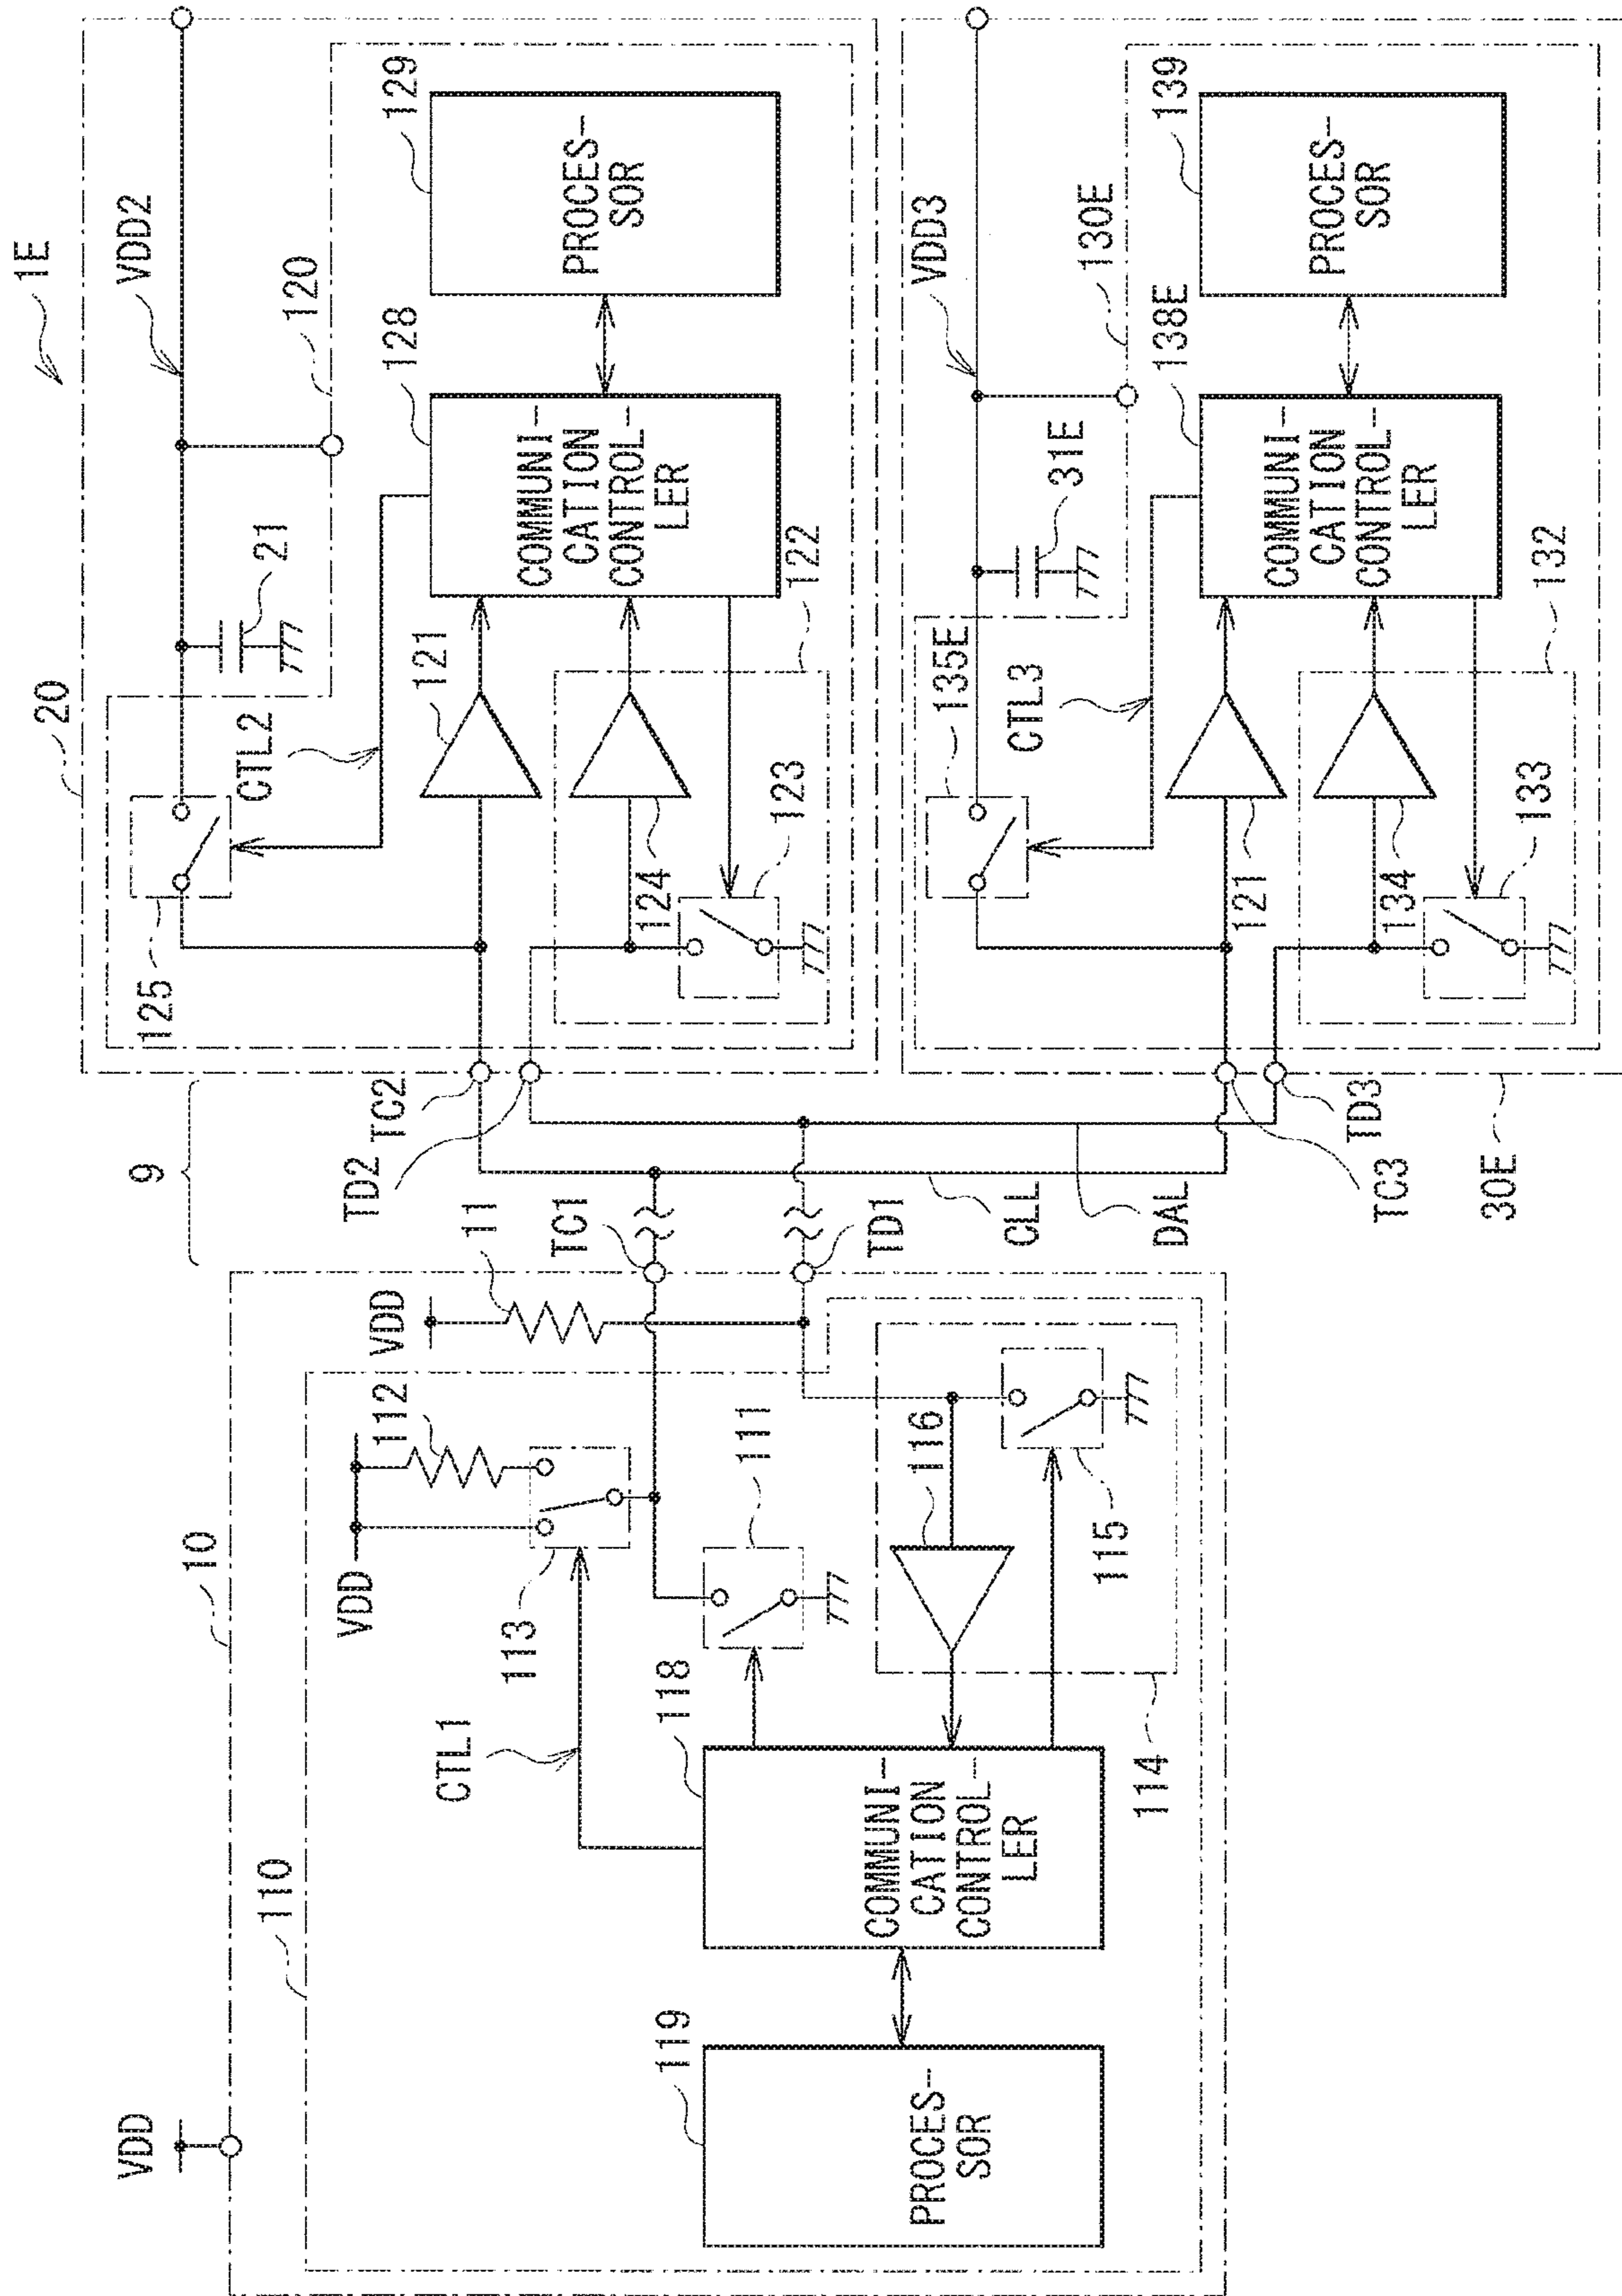 1E
VDD
10
110
VDD
112
VDD
11
113
CTL1
111
118
COMMUNI-
CATION
CONTROL-
LER
119
PROCES-
SOR
116
115
114
TC1
TD1
9
CLL
DAL
TC2
TD2
TC3
TD3
20
VDD2
120
21
125
CTL2
121
128
COMMUNI-
CATION
CONTROL-
LER
129
PROCES-
SOR
122
124
123
30E
VDD3
130E
31E
135E
CTL3
121
138E
COMMUNI-
CATION
CONTROL-
LER
139
PROCES-
SOR
132
134
133